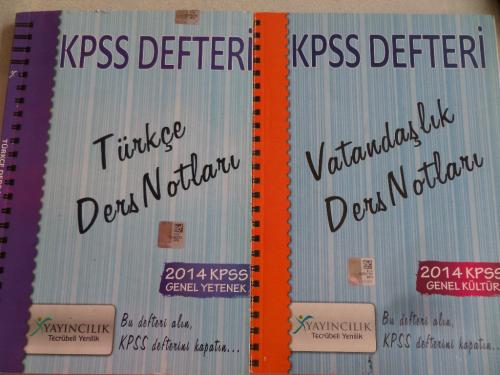 KPSS DEFTERİ
Türkçe
Ders Notları
2014 KPSS
GENEL YETENEK
YAYINCILIK
Tecrübeli Yenilik
Bu defteri alın,
KPSS defterini kapatın...
KPSS DEFTERİ
Vatandaşlık
Ders Notları
2014 KPSS
GENEL KÜLTÜR
YAYINCILIK
Tecrübeli Yenilik
Bu defteri alın,
KPSS defterini kapatın...